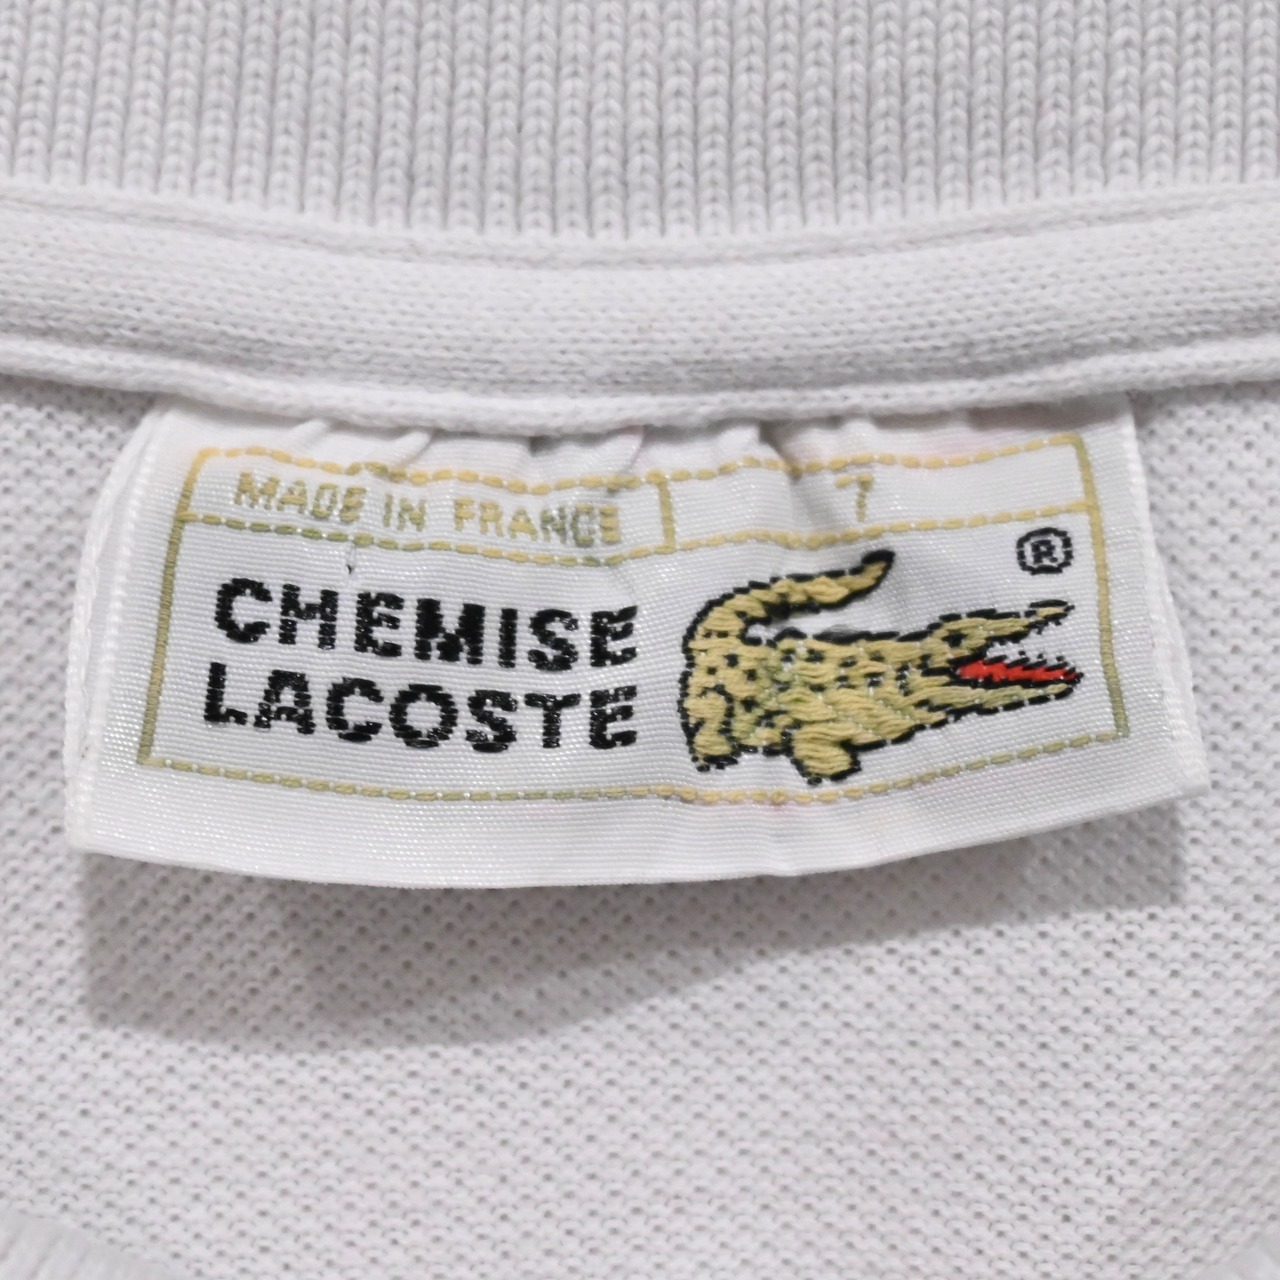 MADE IN FRANCE 7
CHEMISE ®
LACOSTE